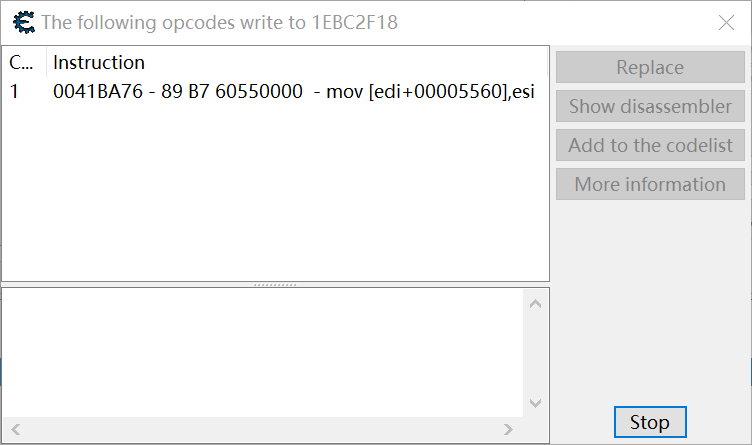 The following opcodes write to 1EBC2F18
C... Instruction
1 0041BA76 - 89 B7 60550000 - mov [edi+00005560],esi
Replace
Show disassembler
Add to the codelist
More information
Stop